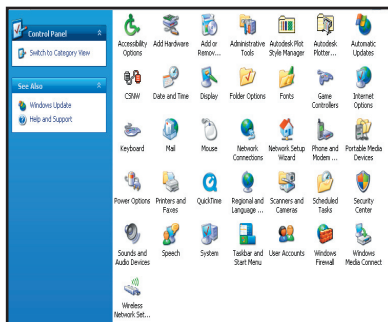 Control Panel
Switch to Category View
See Also
Windows Update
Help and Support
Accessibility Options
Add Hardware
Add or Remov...
Administrative Tools
Autodesk Plot Style Manager
Autodesk Plotter ...
Automatic Updates
CSNW
Date and Time
Display
Folder Options
Fonts
Game Controllers
Internet Options
Keyboard
Mail
Mouse
Network Connections
Network Setup Wizard
Phone and Modem ...
Portable Media Devices
Power Options
Printers and Faxes
QuickTime
Regional and Language ...
Scanners and Cameras
Scheduled Tasks
Security Center
Sounds and Audio Devices
Speech
System
Taskbar and Start Menu
User Accounts
Windows Firewall
Windows Media Connect
Wireless Network Set...